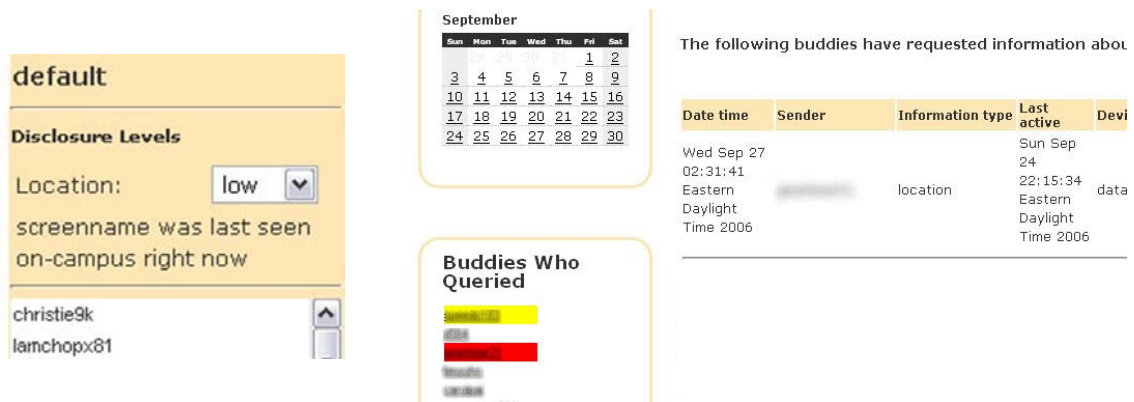 default
Disclosure Levels
Location: low
screenname was last seen
on-campus right now
christie9k
lamchopx81
September
Sun Mon Tue Wed Thu Fri Sat
28 29 30 31 1 2
3 4 5 6 7 8 9
10 11 12 13 14 15 16
17 18 19 20 21 22 23
24 25 26 27 28 29 30
Buddies Who
Queried
The following buddies have requested information abou
Date time Sender Information type Last active Devi
Wed Sep 27
02:31:41
Eastern
Daylight
Time 2006
location
Sun Sep
24
22:15:34
Eastern
Daylight
Time 2006
data